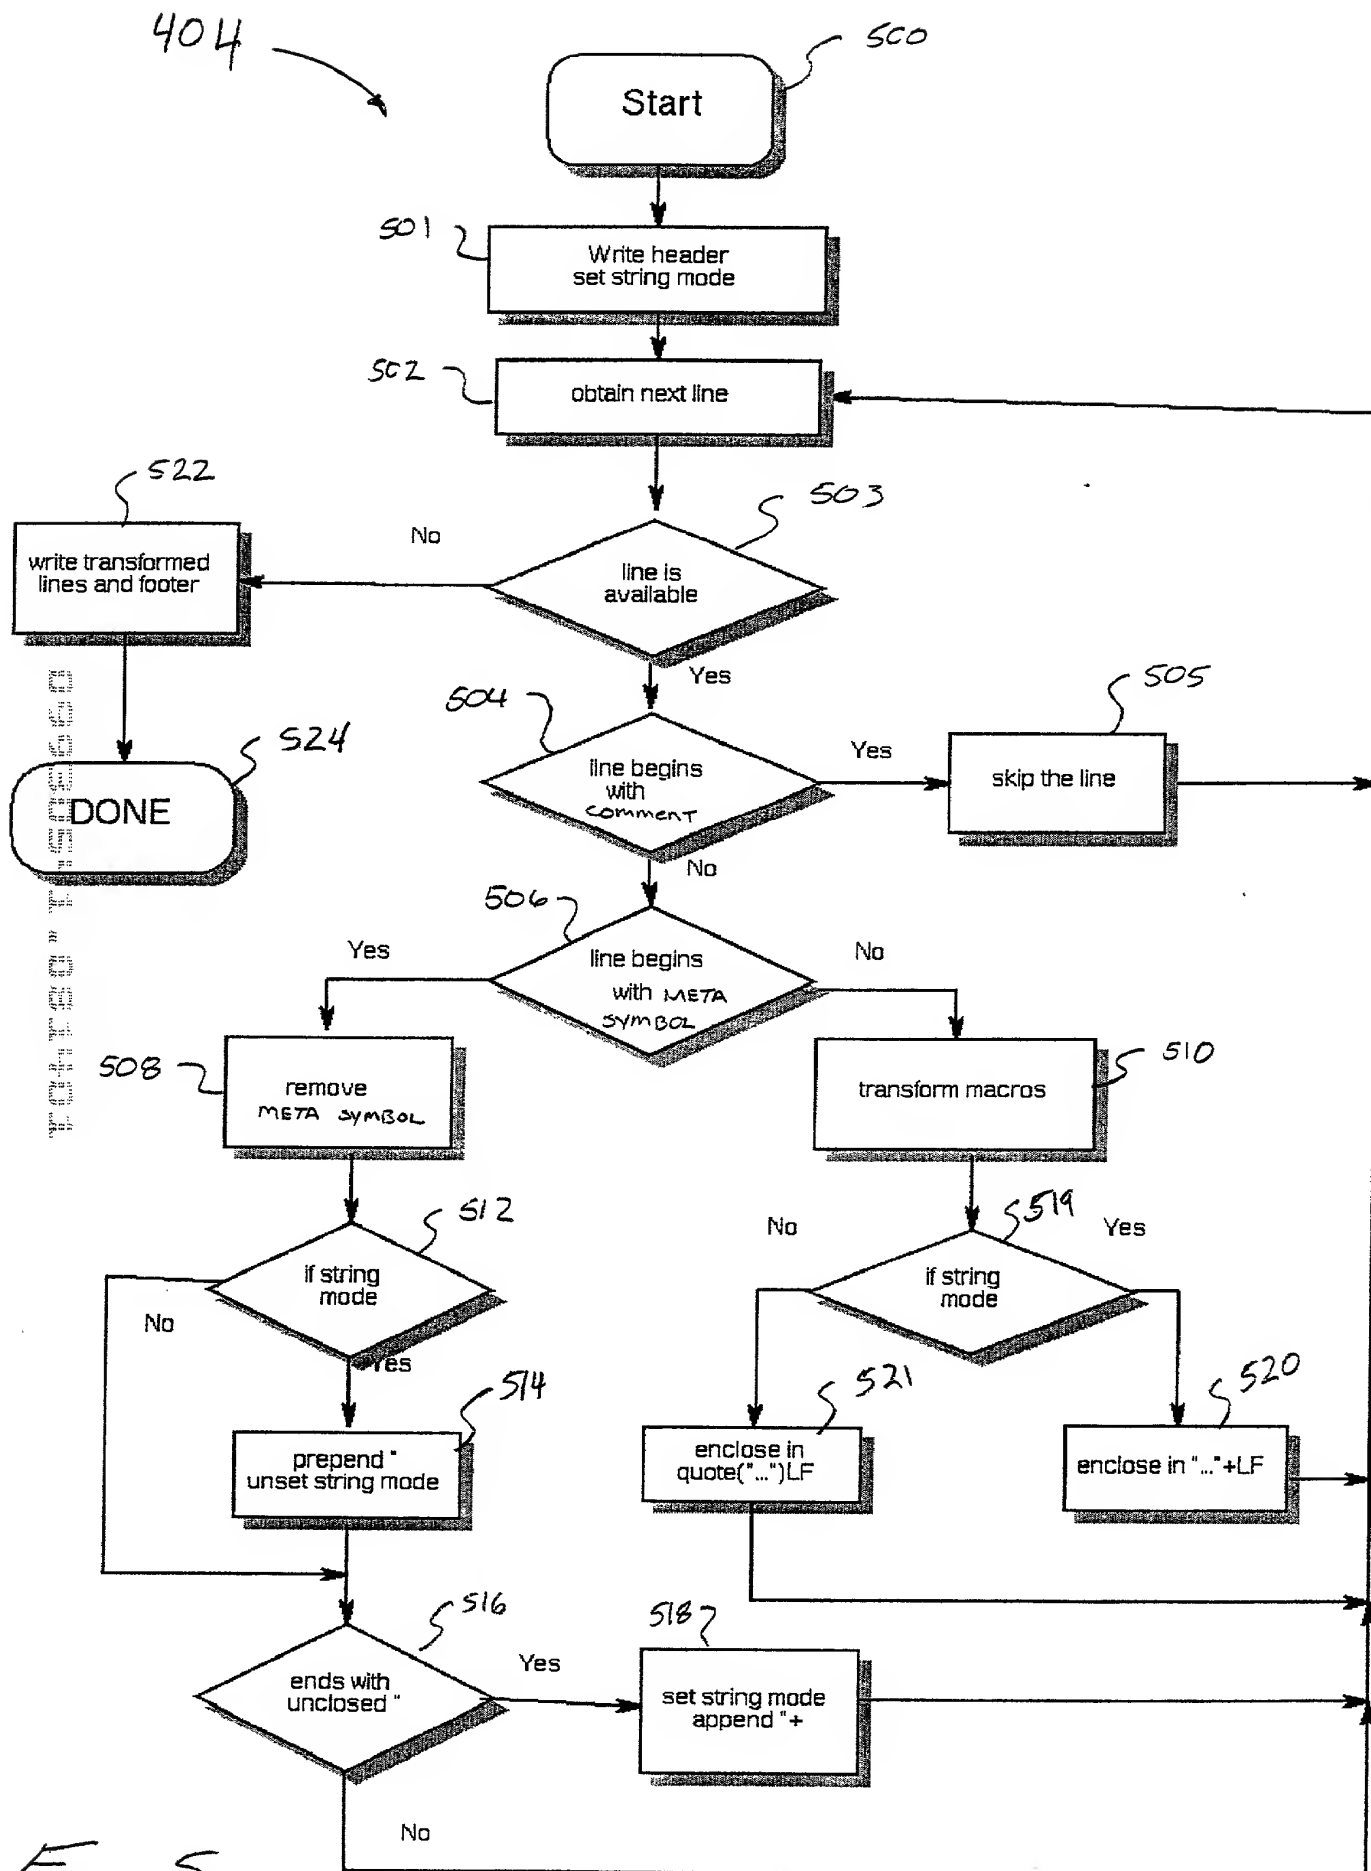 404
500
Start
501
Write header
set string mode
502
obtain next line
522
503
No
write transformed
lines and footer
line is
available
Yes
504
505
524
Yes
line begins
with
COMMENT
skip the line
DONE
No
506
Yes
No
line begins
with META
SYMBOL
508
510
remove
META SYMBOL
transform macros
512
519
No
Yes
if string
mode
if string
mode
No
Yes
514
521
520
prepend "
unset string mode
enclose in
quote("...")LF
enclose in "..."+LF
516
518
Yes
ends with
unclosed "
set string mode
append "+
No